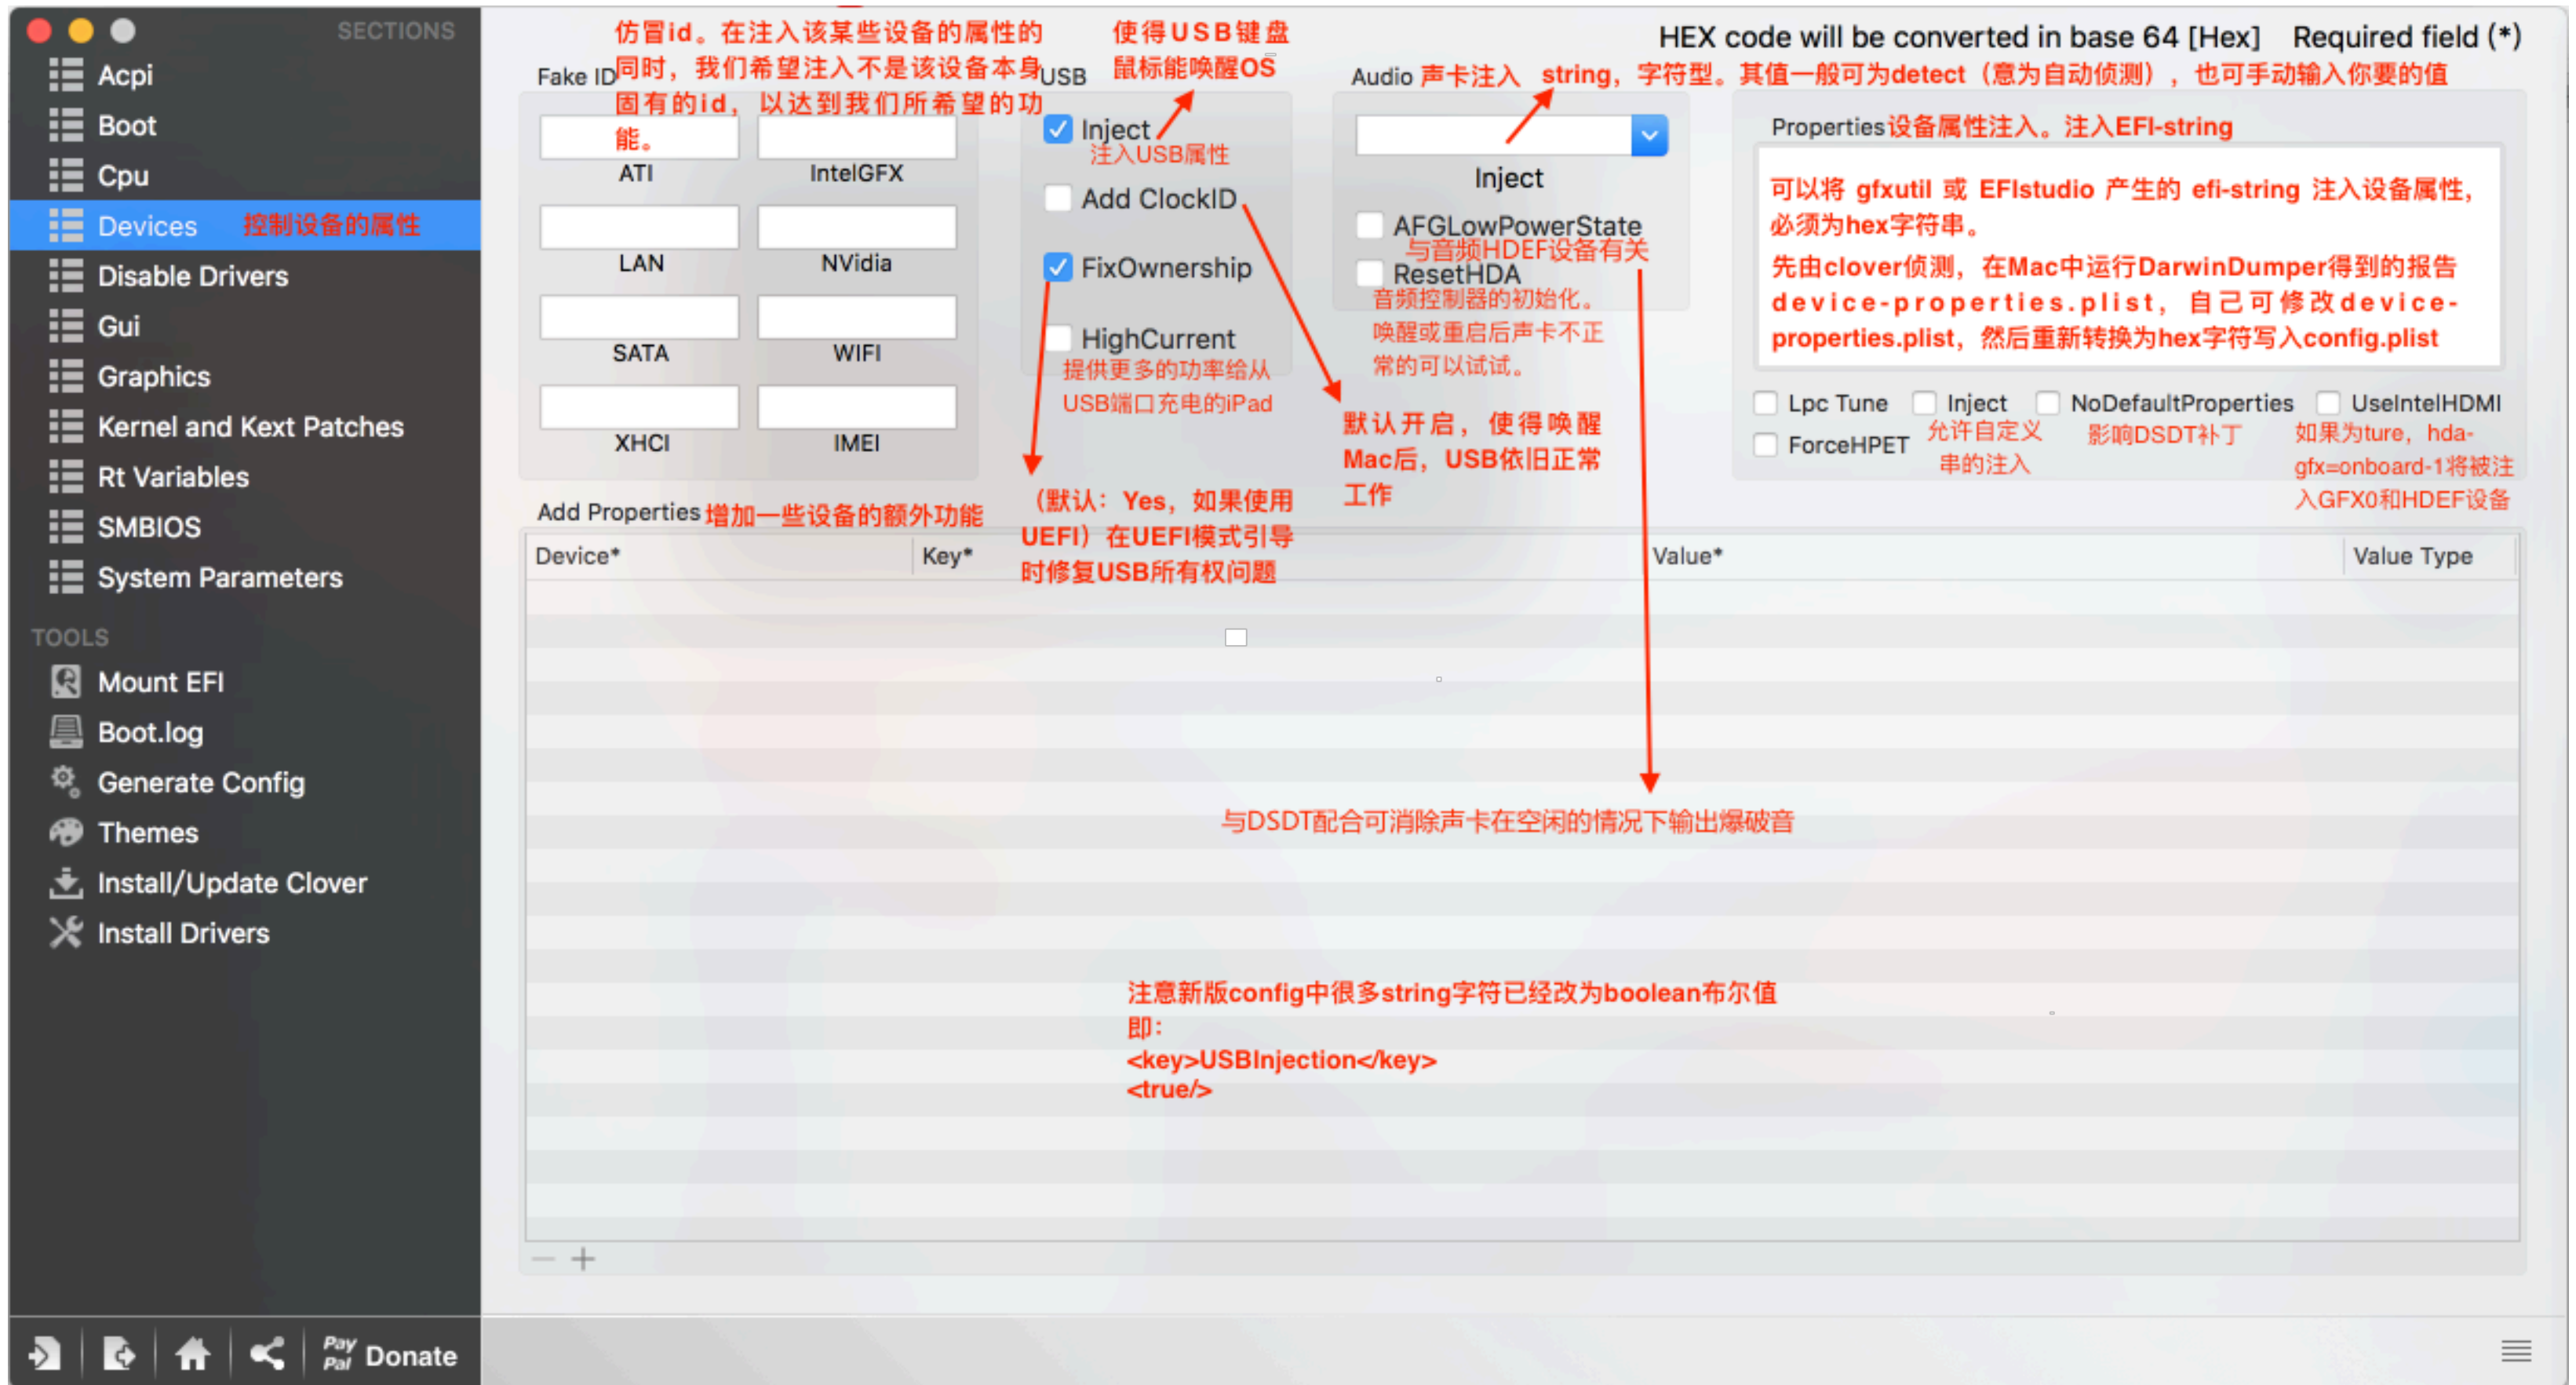 SECTIONS
Acpi
Boot
Cpu
Devices 控制设备的属性
Disable Drivers
Gui
Graphics
Kernel and Kext Patches
Rt Variables
SMBIOS
System Parameters
TOOLS
Mount EFI
Boot.log
Generate Config
Themes
Install/Update Clover
Install Drivers
Pay
Pal
Donate
HEX code will be converted in base 64 [Hex] Required field (*)
Fake ID
仿冒id。在注入该某些设备的属性的
同时，我们希望注入不是该设备本身
固有的id，以达到我们所希望的功
能。
ATI
IntelGFX
LAN
NVidia
SATA
WIFI
XHCI
IMEI
USB
使得USB键盘
鼠标能唤醒OS
Inject
注入USB属性
Add ClockID
FixOwnership
HighCurrent
提供更多的功率给从
USB端口充电的iPad
默认开启，使得唤醒
Mac后，USB依旧正常
工作
（默认：Yes，如果使用
UEFI）在UEFI模式引导
时修复USB所有权问题
Audio 声卡注入 string，字符型。其值一般可为detect（意为自动侦测），也可手动输入你要的值
Inject
AFGLowPowerState
与音频HDEF设备有关
ResetHDA
音频控制器的初始化。
唤醒或重启后声卡不正
常的可以试试。
与DSDT配合可消除声卡在空闲的情况下输出爆破音
Properties设备属性注入。注入EFI-string
可以将 gfxutil 或 EFIstudio 产生的 efi-string 注入设备属性，
必须为hex字符串。
先由clover侦测，在Mac中运行DarwinDumper得到的报告
device-properties.plist，自己可修改device-
properties.plist，然后重新转换为hex字符写入config.plist
Lpc Tune
Inject
NoDefaultProperties
UseIntelHDMI
ForceHPET
允许自定义
串的注入
影响DSDT补丁
如果为ture，hda-
gfx=onboard-1将被注
入GFX0和HDEF设备
Add Properties 增加一些设备的额外功能
Device* Key* Value* Value Type
注意新版config中很多string字符已经改为boolean布尔值
即：
<key>USBInjection</key>
<true/>